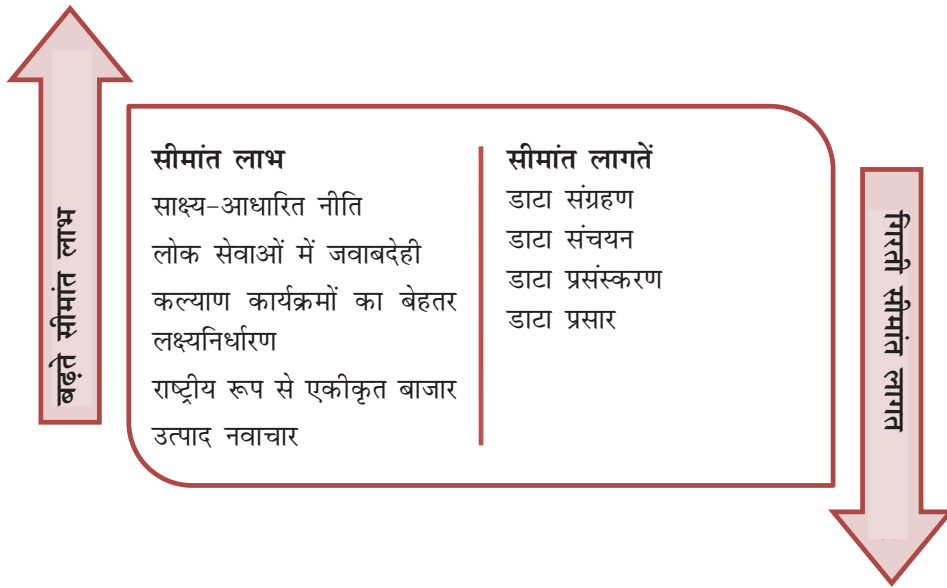 बढ़ते सीमांत लाभ
सीमांत लाभ
साक्ष्य-आधारित नीति
लोक सेवाओं में जवाबदेही
कल्याण कार्यक्रमों का बेहतर
लक्ष्यनिर्धारण
राष्ट्रीय रूप से एकीकृत बाजार
उत्पाद नवाचार
सीमांत लागतें
डाटा संग्रहण
डाटा संचयन
डाटा प्रसंस्करण
डाटा प्रसार
गिरती सीमांत लागत